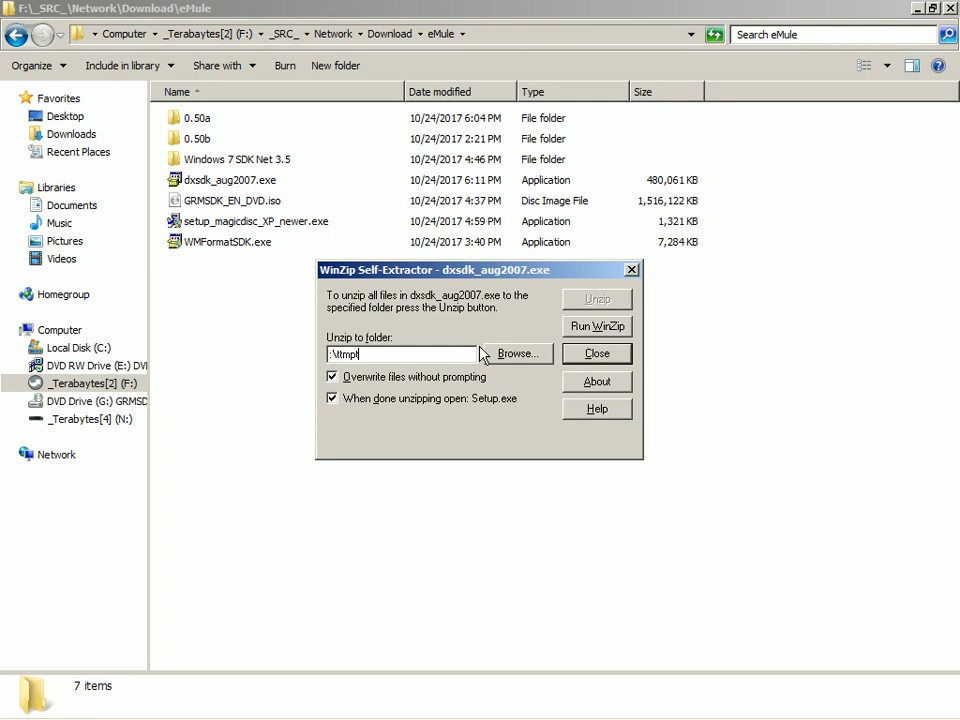 F:\_SRC_\Network\Download\eMule
Computer _Terabaytes[2] (F:) _SRC_ Network Download eMule
Search eMule
Organize Include in library Share with Burn New folder
Name Date modified Type Size
Favorites
Desktop
Downloads
Recent Places
Libraries
Documents
Music
Pictures
Videos
Homegroup
Computer
Local Disk (C:)
DVD RW Drive (E:) DVI
_Terabaytes[2] (F:)
DVD Drive (G:) GRMSD
_Terabytes[4] (N:)
Network
0.50a 10/24/2017 6:04 PM File folder
0.50b 10/24/2017 2:21 PM File folder
Windows 7 SDK Net 3.5 10/24/2017 4:46 PM File folder
dxsdk_aug2007.exe 10/24/2017 6:11 PM Application 480,061 KB
GRMSDK_EN_DVD.iso 10/24/2017 4:37 PM Disc Image File 1,516,122 KB
setup_magicdisc_XP_newer.exe 10/24/2017 4:59 PM Application 1,321 KB
WMFormatSDK.exe 10/24/2017 3:40 PM Application 7,284 KB
WinZip Self-Extractor - dxsdk_aug2007.exe
To unzip all files in dxsdk_aug2007.exe to the
specified folder press the Unzip button.
Unzip to folder:
:\ttmpt
Browse...
Overwrite files without prompting
When done unzipping open: Setup.exe
Unzip
Run WinZip
Close
About
Help
7 items